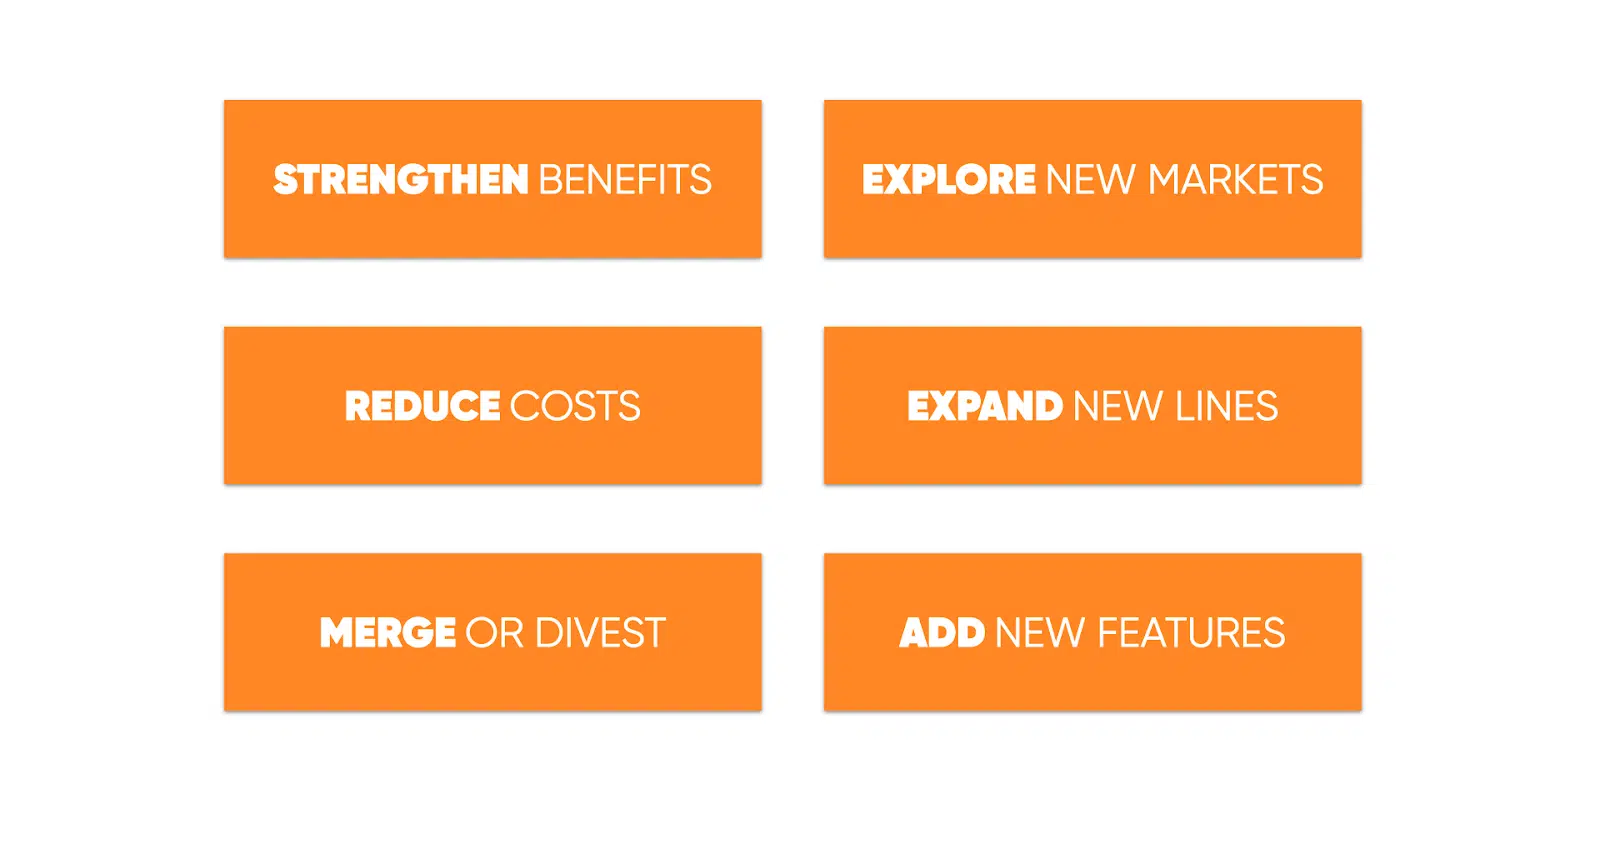 STRENGTHEN BENEFITS
EXPLORE NEW MARKETS
REDUCE COSTS
EXPAND NEW LINES
MERGE OR DIVEST
ADD NEW FEATURES